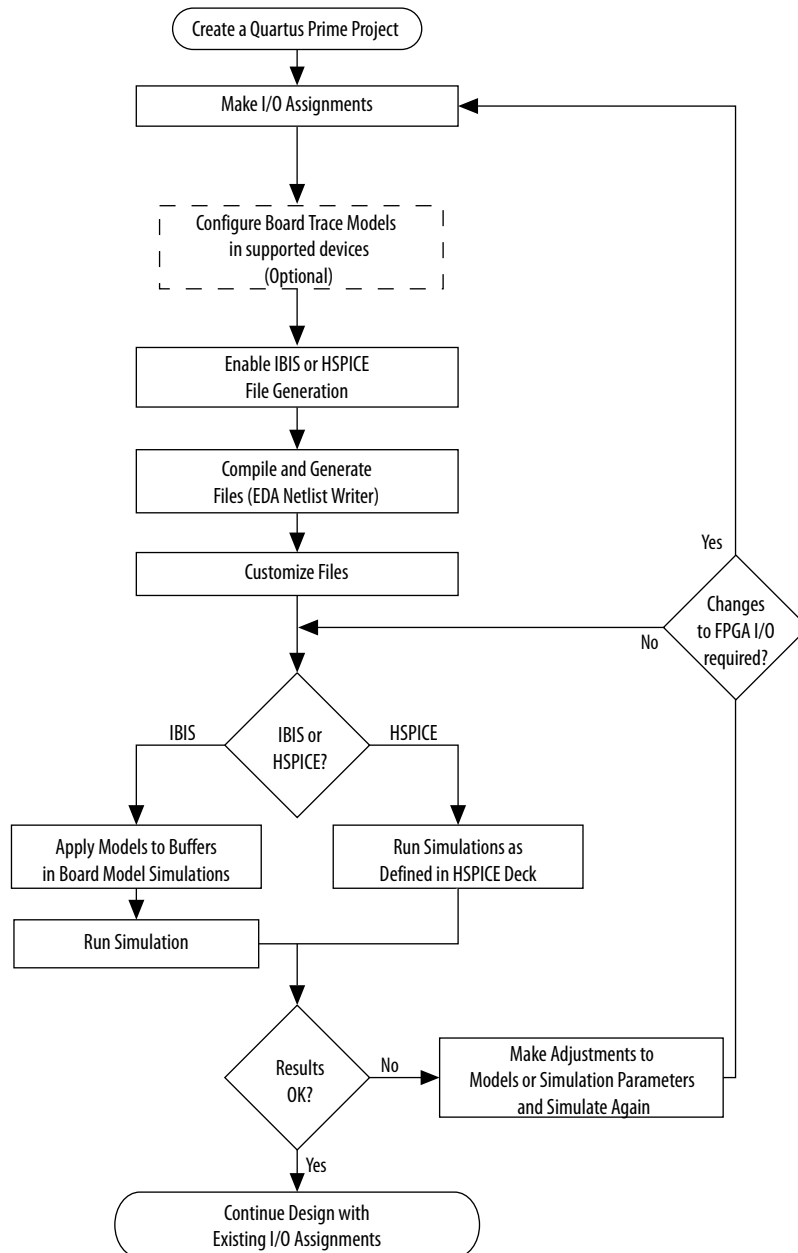 Create a Quartus Prime Project
Make I/O Assignments
Configure Board Trace Models
in supported devices
(Optional)
Enable IBIS or HSPICE
File Generation
Compile and Generate
Files (EDA Netlist Writer)
Customize Files
Yes
Changes
to FPGA I/O
required?
No
IBIS
IBIS or
HSPICE?
HSPICE
Apply Models to Buffers
in Board Model Simulations
Run Simulations as
Defined in HSPICE Deck
Run Simulation
Results
OK?
No
Make Adjustments to
Models or Simulation Parameters
and Simulate Again
Yes
Continue Design with
Existing I/O Assignments